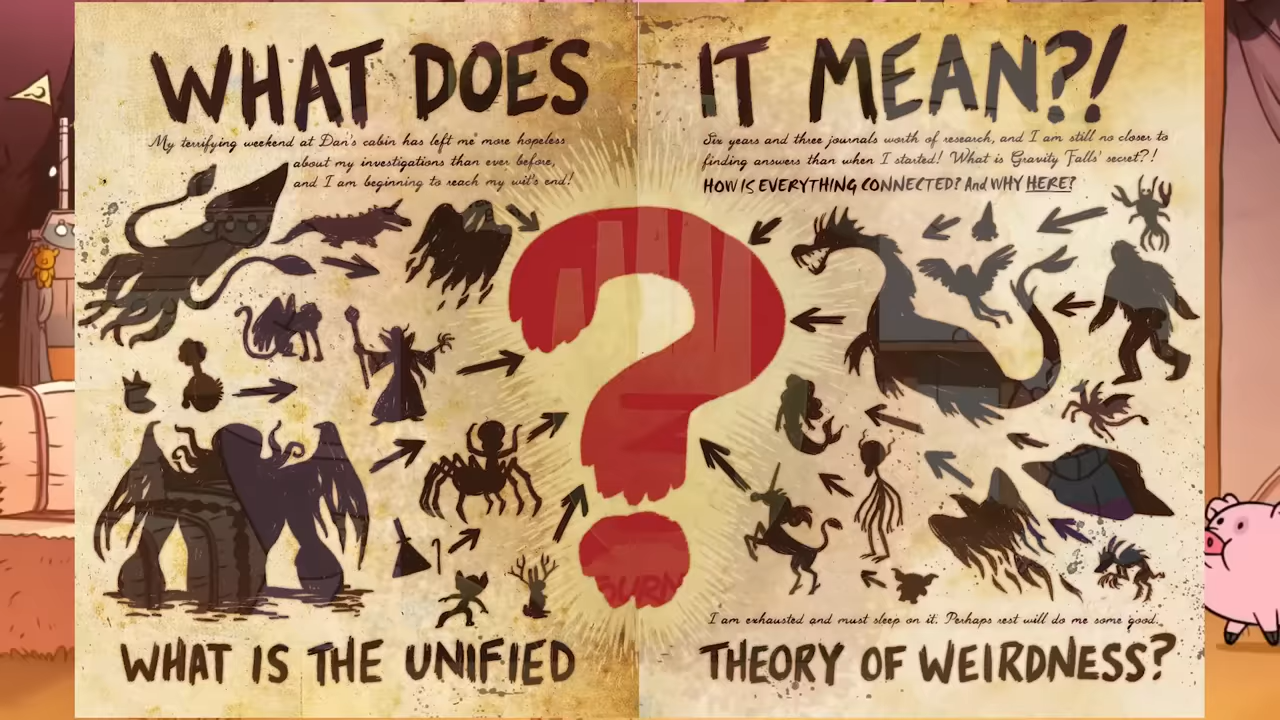 WHAT DOES
IT MEAN?!
My terrifying weekend at Dan's cabin has left me more hopeless
about my investigations than ever before,
and I am beginning to reach my wit's end!
Six years and three journals worth of research, and I am still no closer to
finding answers than when I started! What is Gravity Falls' secret?!
HOW IS EVERYTHING CONNECTED? And WHY HERE?
?
BURN
I am exhausted and must sleep on it. Perhaps rest will do me some good.
WHAT IS THE UNIFIED
THEORY OF WEIRDNESS?